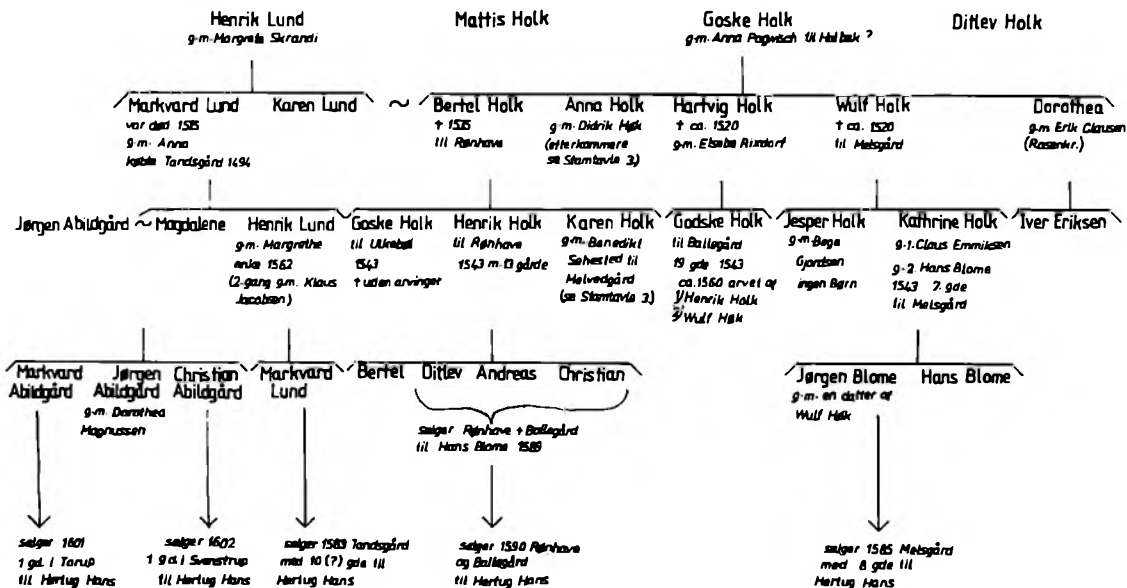 Henrik Lund
g.m. Margrete Skrandi
Mattis Holk
Goske Holk
g.m. Anna Pogwisch til Holbæk ?
Ditlev Holk
Markvard Lund
var død 1515
g.m. Anna
købte Tandsgård 1494
Karen Lund
~
Bertel Holk
† 1515
til Rønhave
Anna Holk
g.m. Didrik Høk
(efterkommere
se Stamtavle 3.)
Hartvig Holk
† ca. 1520
g.m. Elsebe Rixdorf
Wulf Holk
† ca. 1520
til Melsgård
Dorothea
g.m Erik Clausen
(Rosenkr.)
Jørgen Abildgård ~ Magdalene
Henrik Lund
g.m. Margrethe
enke 1562
(2-gang g.m. Klaus
Jacobsen)
Goske Holk
til Ulkebøl
1543
† uden arvinger
Henrik Holk
til Rønhave
1543 m. 13 gårde
Karen Holk
g.m. Benedikt
Sehested til
Melvedgård
(se Stamtavle 3.)
Godske Holk
til Ballegård
19 gde 1543
ca. 1560 arvet af
1/ Henrik Holk
2/ Wulf Høk
Jesper Holk
g.m. Bege
Gjordsen
ingen Børn
Kathrine Holk
g.1. Claus Emmiksen
g.2. Hans Blome
1543 7. gde
til Melsgård
Iver Eriksen
Markvard
Abildgård
Jørgen
Abildgård
g.m. Dorothea
Magnussen
Christian
Abildgård
Markvard
Lund
Bertel
Ditlev
Andreas
Christian
sælger Rønhave + Ballegård
til Hans Blome 1589
Jørgen Blome
g.m. en datter af
Wulf Høk
Hans Blome
sælger 1601
1 gd. i Torup
til Hertug Hans
sælger 1602
1 gd. i Svenstrup
til Hertug Hans
sælger 1583 Tandsgård
med 10 (?) gde til
Hertug Hans
sælger 1590 Rønhave
og Ballegård
til Hertug Hans
sælger 1585 Melsgård
med 8 gde til
Hertug Hans